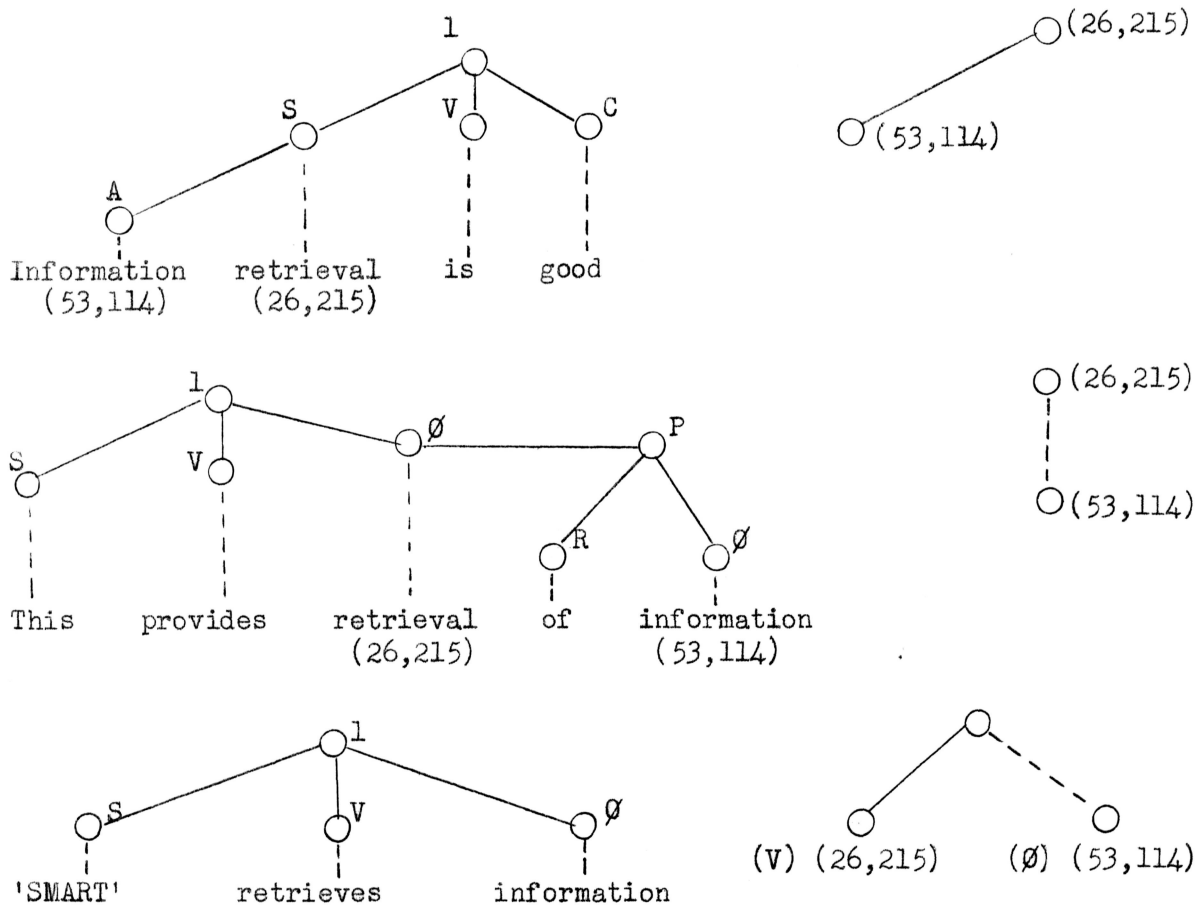 1
(26,215)
S
V
C
(53,114)
A
Information retrieval is good
(53,114) (26,215)
1
(26,215)
Ø
P
S
V
(53,114)
R
Ø
This provides retrieval of information
(26,215) (53,114)
1
S
V
Ø
(V) (26,215) (Ø) (53,114)
'SMART' retrieves information